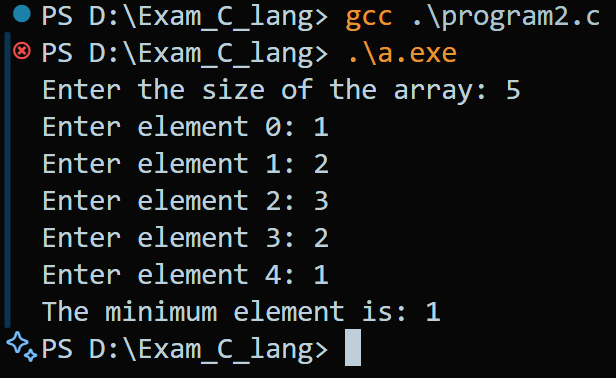 PS D:\Exam_C_lang> gcc .\program2.c
PS D:\Exam_C_lang> .\a.exe
Enter the size of the array: 5
Enter element 0: 1
Enter element 1: 2
Enter element 2: 3
Enter element 3: 2
Enter element 4: 1
The minimum element is: 1
PS D:\Exam_C_lang>